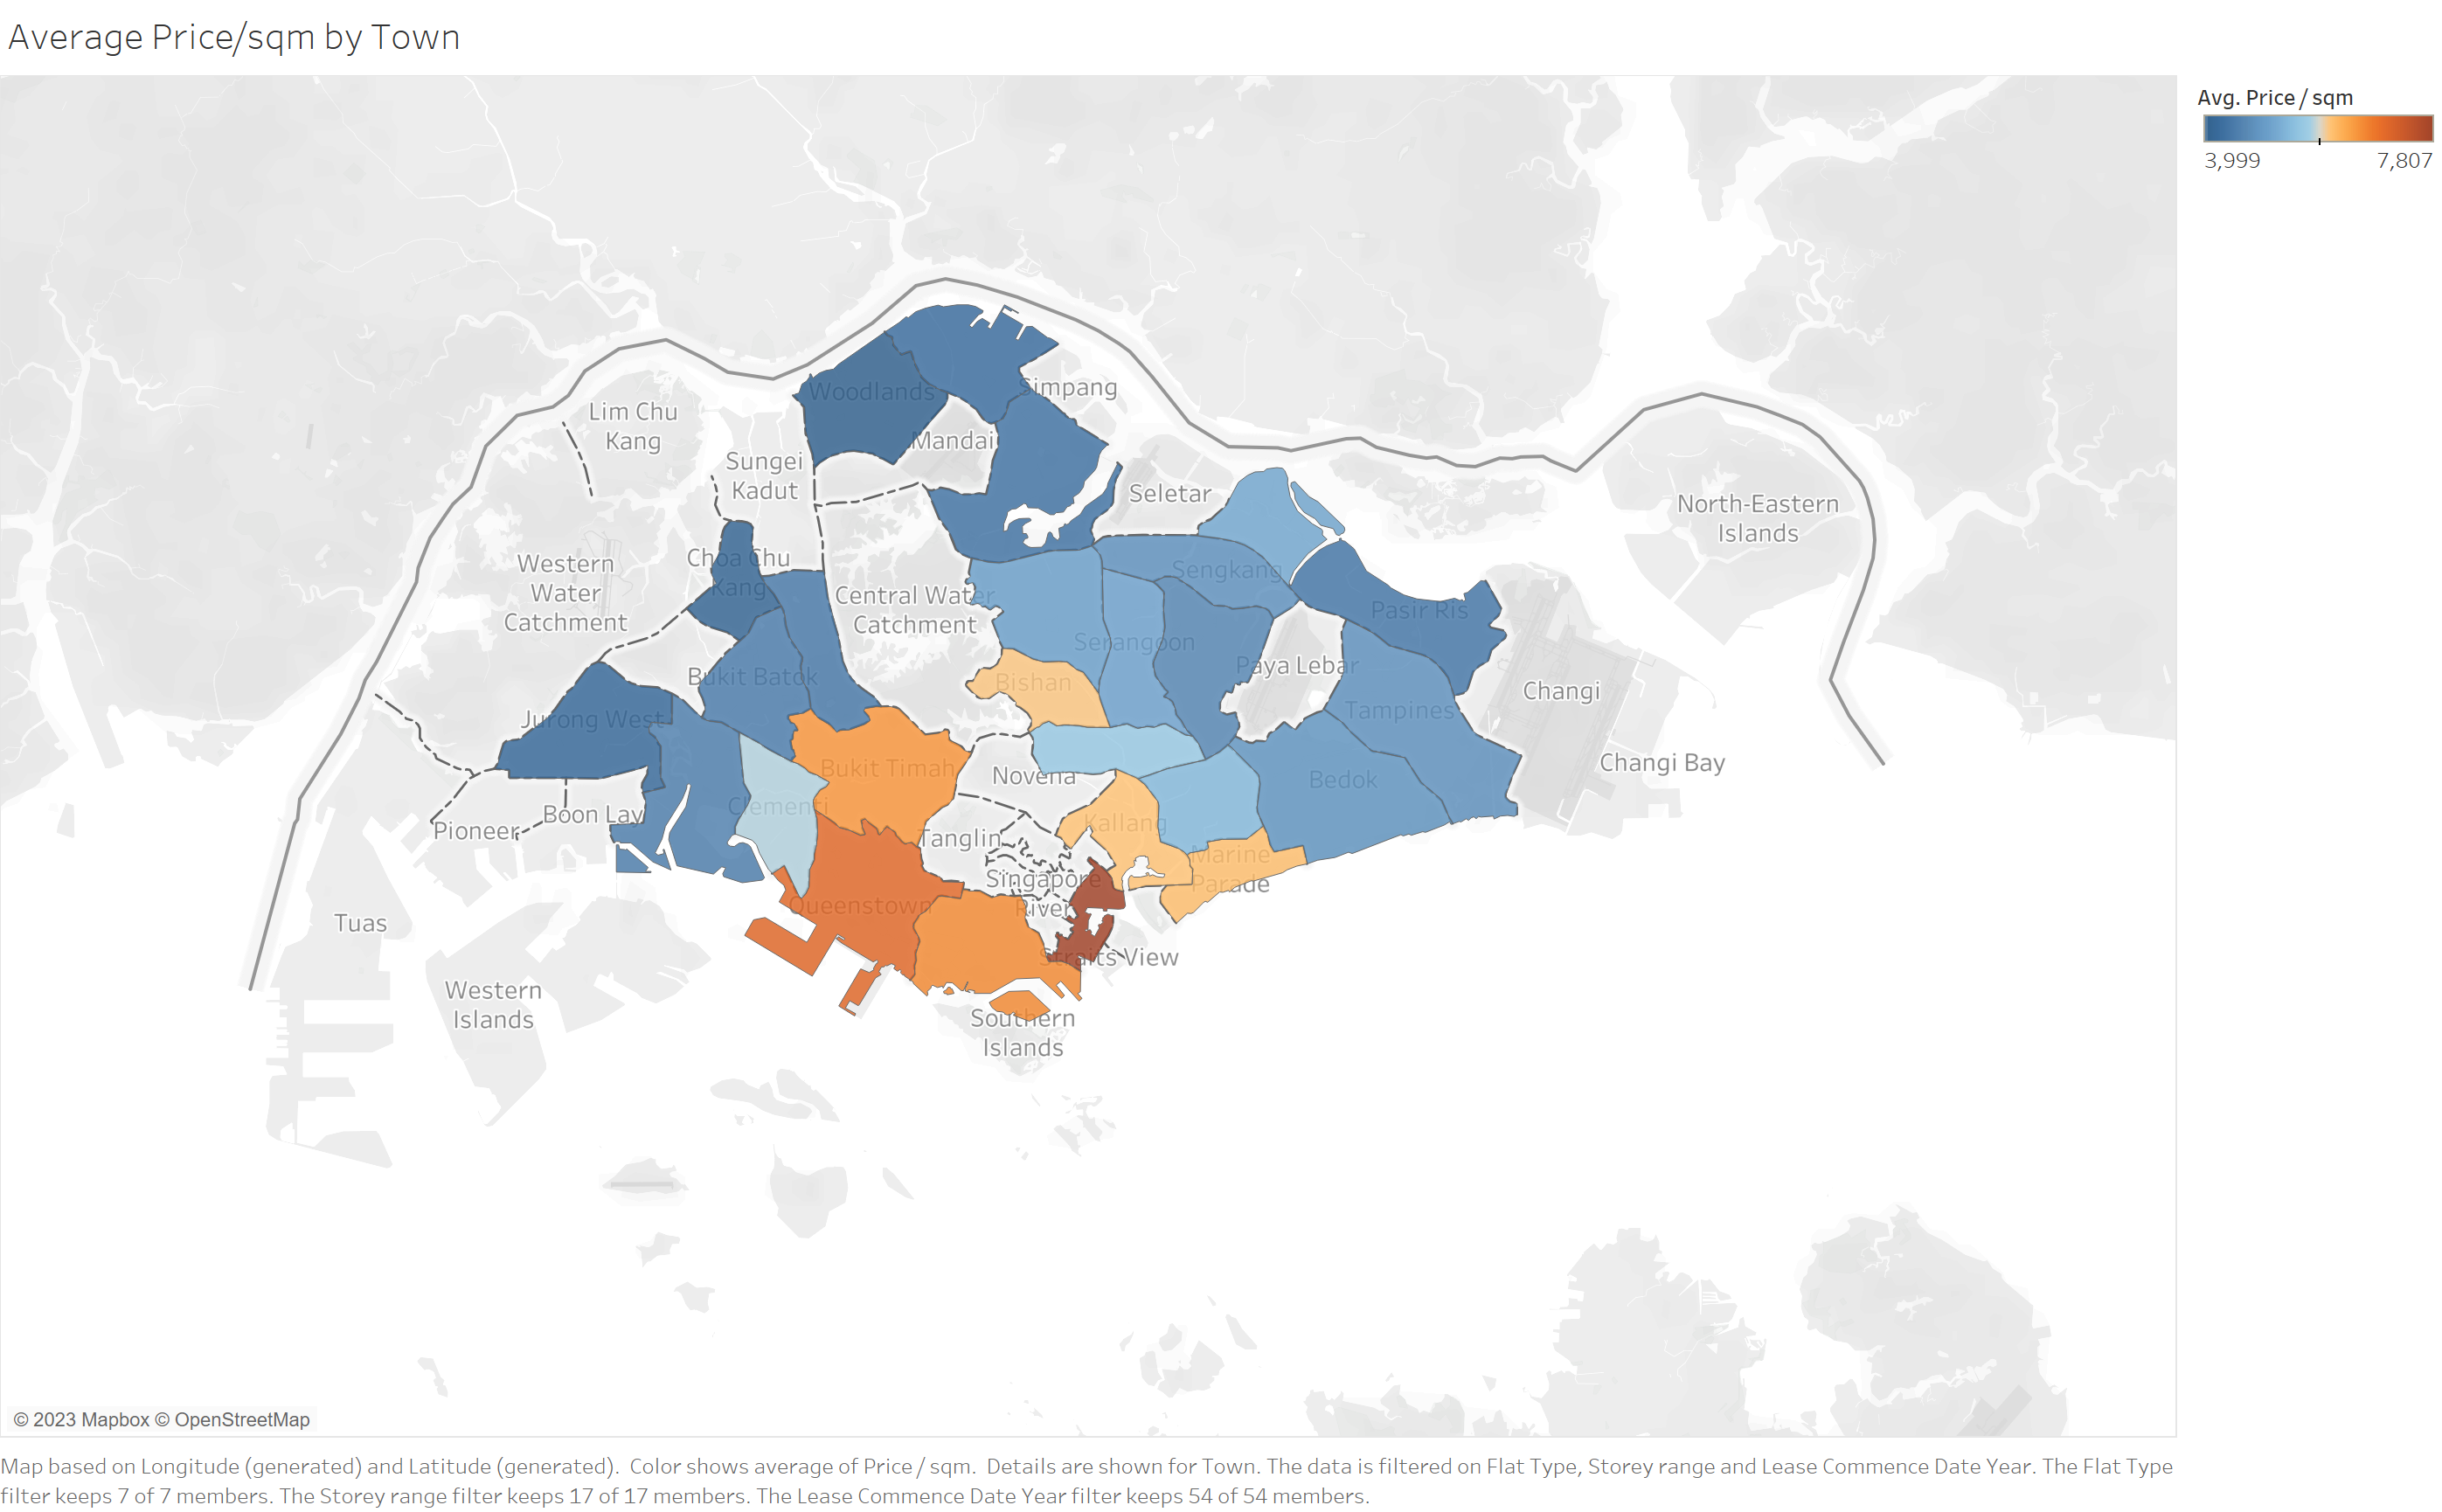 Average Price/sqm by Town
Avg. Price / sqm
3,999
7,807
Woodlands
Simpang
Lim Chu
Kang
Mandai
Sungei
Kadut
Seletar
North-Eastern
Islands
Choa Chu
Kang
Western
Water
Catchment
Sengkang
Central Water
Catchment
Pasir Ris
Serangoon
Paya Lebar
Bukit Batok
Bishan
Changi
Tampines
Jurong West
Changi Bay
Bukit Timah
Novena
Bedok
Clementi
Boon Lay
Pioneer
Kallang
Tanglin
Marine
Parade
Singapore
River
Queenstown
Tuas
Straits View
Western
Islands
Southern
Islands
© 2023 Mapbox © OpenStreetMap
Map based on Longitude (generated) and Latitude (generated).  Color shows average of Price / sqm.  Details are shown for Town. The data is filtered on Flat Type, Storey range and Lease Commence Date Year. The Flat Type
filter keeps 7 of 7 members. The Storey range filter keeps 17 of 17 members. The Lease Commence Date Year filter keeps 54 of 54 members.